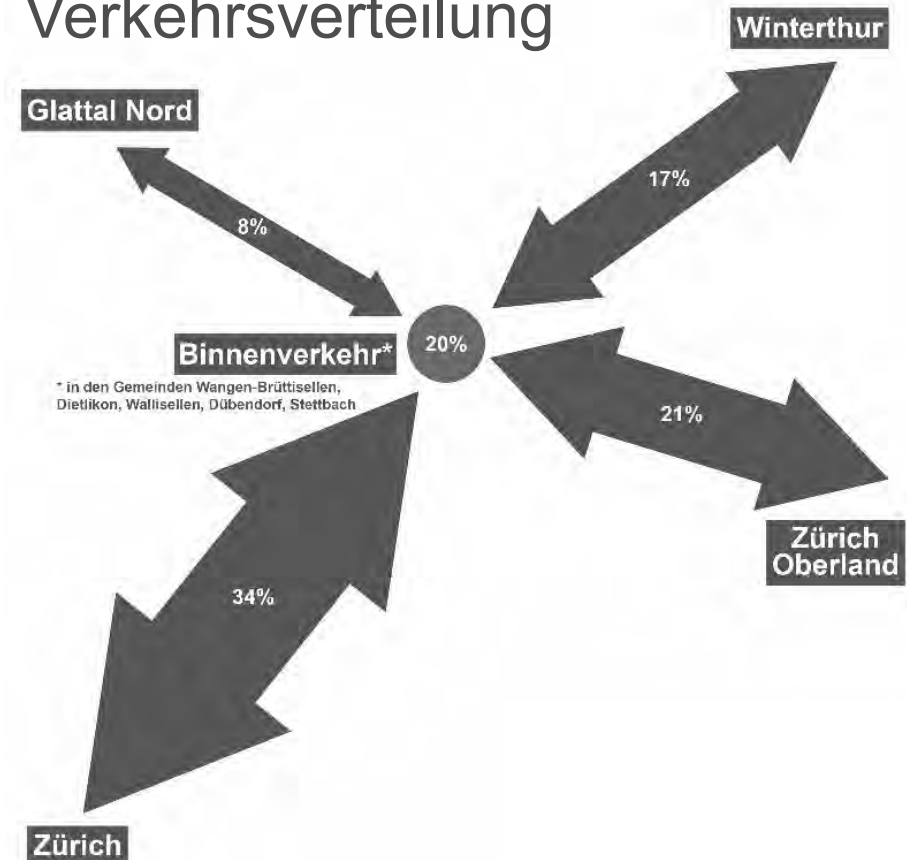 Verkehrsverteilung
Winterthur
Glattal Nord
17%
8%
Binnenverkehr*
20%
* in den Gemeinden Wangen-Brüttisellen,
Dietlikon, Wallisellen, Dübendorf, Stettbach
21%
Zürich
Oberland
34%
Zürich